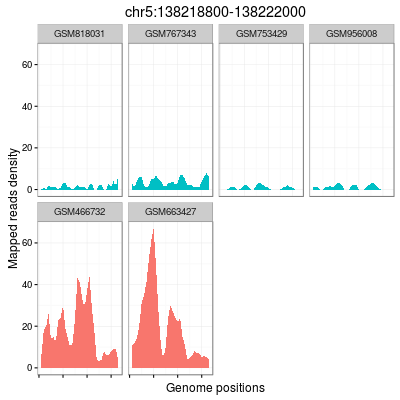 chr5:138218800-138222000
GSM818031 GSM767343 GSM753429 GSM956008
60
40
20
0
Mapped reads density
GSM466732 GSM663427
60
40
20
0
Genome positions